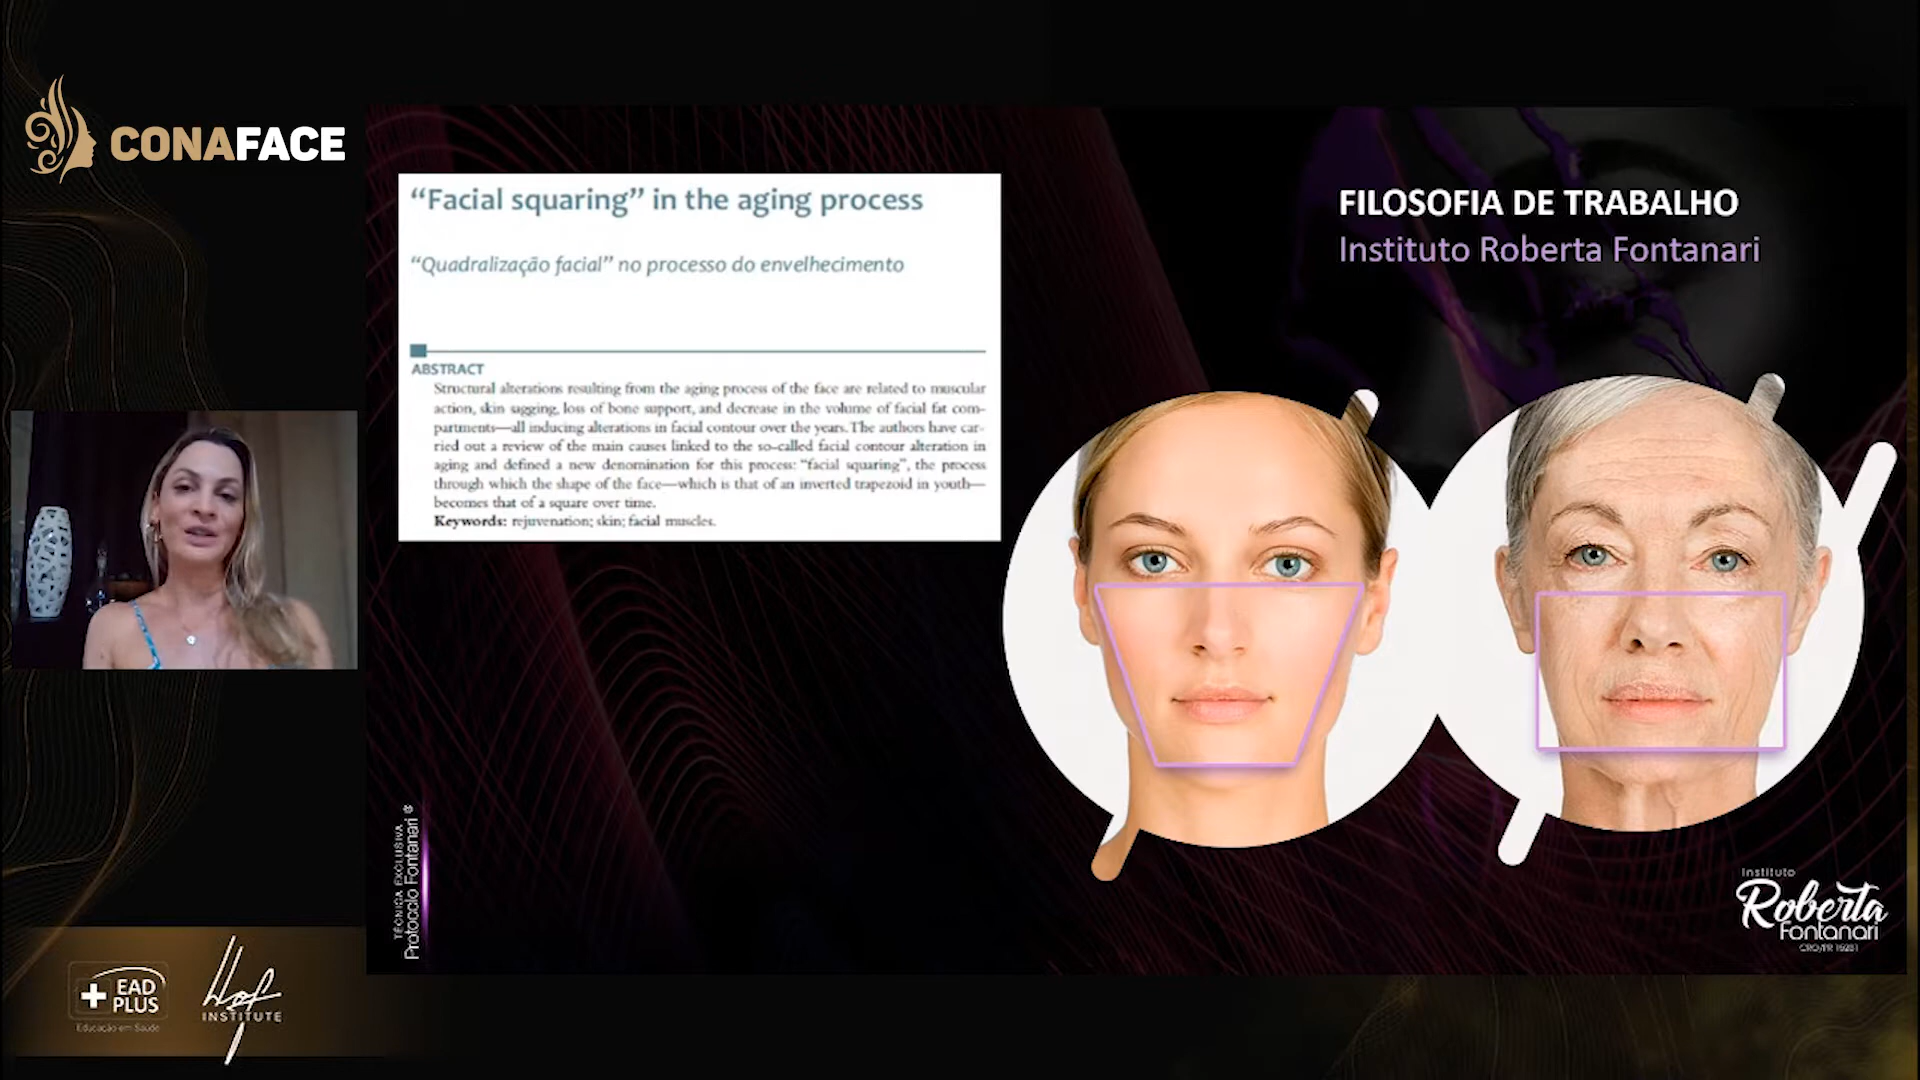 CONAFACE
“Facial squaring” in the aging process
“Quadralização facial” no processo do envelhecimento
ABSTRACT
Structural alterations resulting from the aging process of the face are related to muscular
action, skin sagging, loss of bone support, and decrease in the volume of facial fat com-
partments—all inducing alterations in facial contour over the years. The authors have car-
ried out a review of the main causes linked to the so-called facial contour alteration in
aging and defined a new denomination for this process: “facial squaring”, the process
through which the shape of the face—which is that of an inverted trapezoid in youth—
becomes that of a square over time.
Keywords: rejuvenation; skin; facial muscles.
FILOSOFIA DE TRABALHO
Instituto Roberta Fontanari
TÉCNICA EXCLUSIVA
Protocolo Fontanari ®
Instituto
Roberta
Fontanari
EAD
PLUS
Educação em Saúde
Hof
INSTITUTE